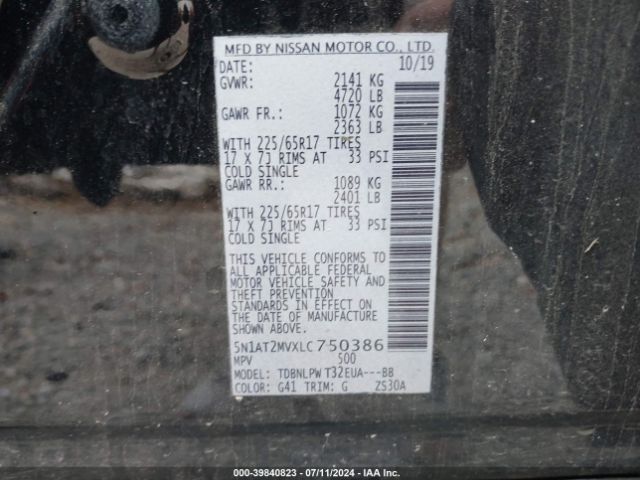 MFD BY NISSAN MOTOR CO., LTD.
DATE: 10/19
GVWR: 2141 KG
4720 LB
GAWR FR.: 1072 KG
2363 LB
WITH 225/65R17 TIRES
17 X 7J RIMS AT 33 PSI
COLD SINGLE
GAWR RR.: 1089 KG
2401 LB
WITH 225/65R17 TIRES
17 X 7J RIMS AT 33 PSI
COLD SINGLE
THIS VEHICLE CONFORMS TO
ALL APPLICABLE FEDERAL
MOTOR VEHICLE SAFETY AND
THEFT PREVENTION
STANDARDS IN EFFECT ON
THE DATE OF MANUFACTURE
SHOWN ABOVE.
5N1AT2MVXLC750386
MPV 500
MODEL: TDBNLPW T32EUA---BB
COLOR: G41 TRIM: G ZS30A
000-39840823 - 07/11/2024 - IAA Inc.